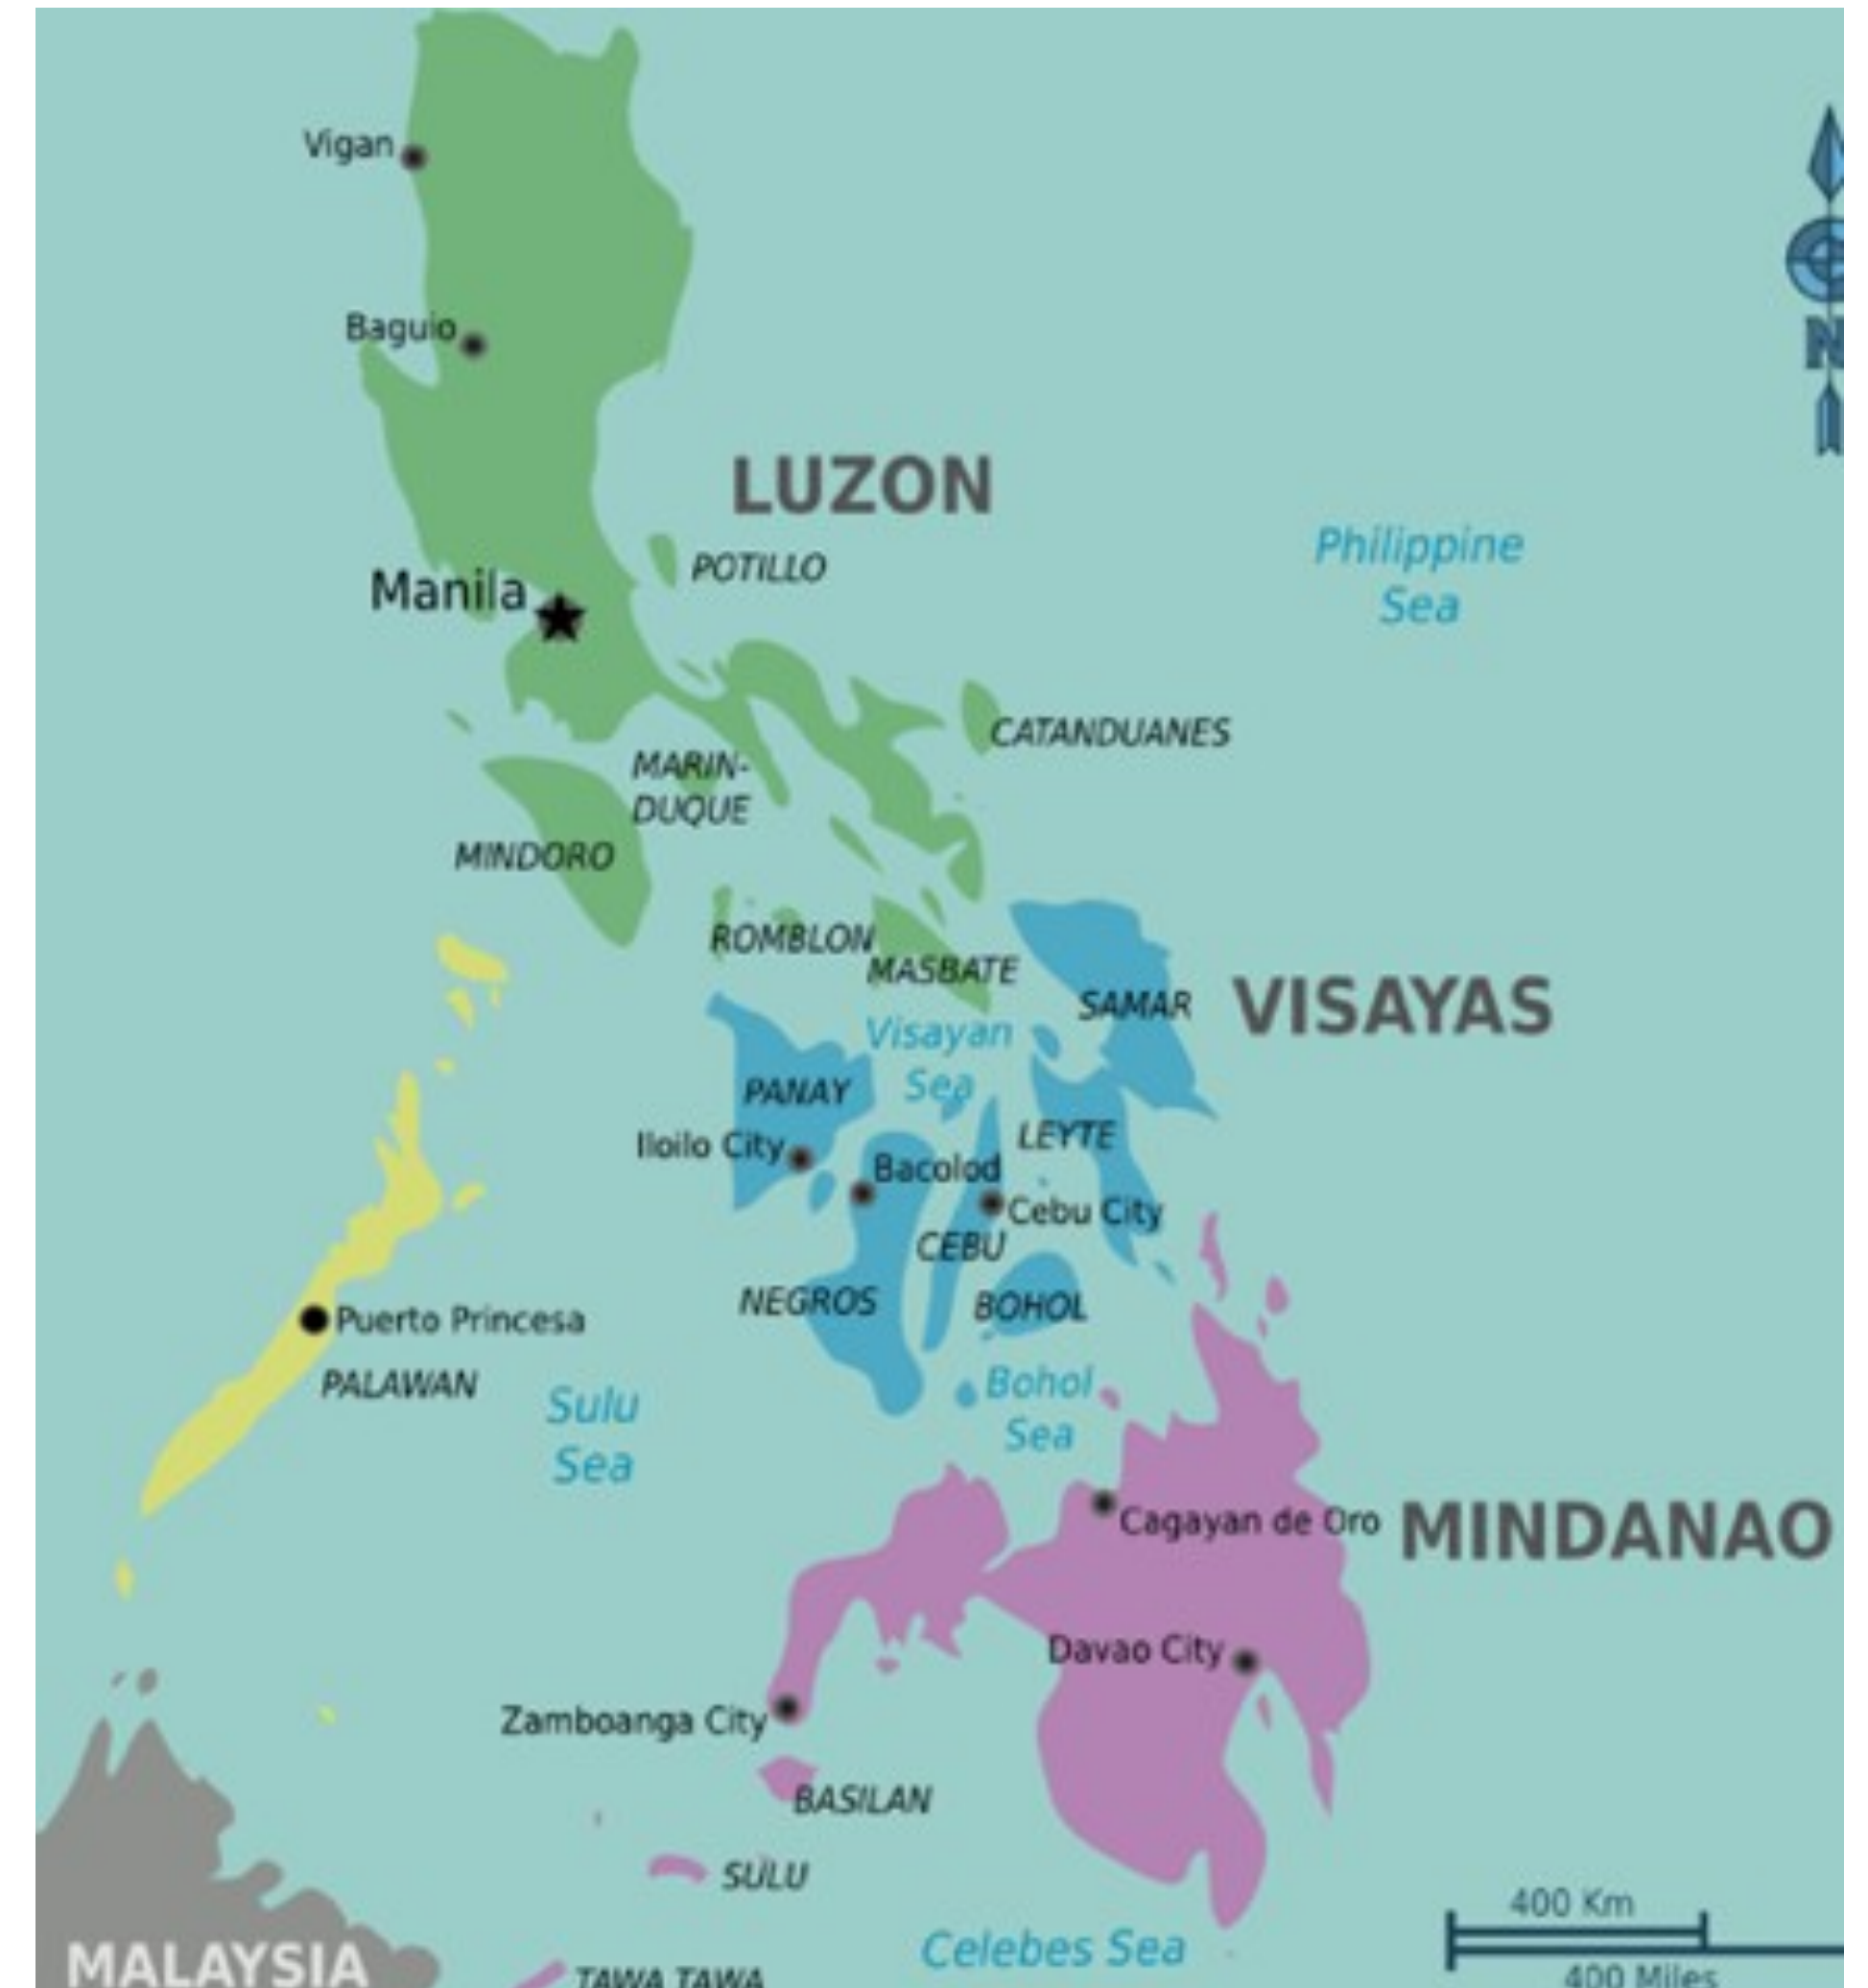 Vigan
Baguio
N
LUZON
POTILLO
Philippine
Sea
Manila
CATANDUANES
MARIN-
DUQUE
MINDORO
ROMBLON
MASBATE
SAMAR
VISAYAS
Visayan
Sea
PANAY
LEYTE
Iloilo City
Bacolod
Cebu City
CEBU
NEGROS
BOHOL
Puerto Princesa
PALAWAN
Sulu
Sea
Bohol
Sea
Cagayan de Oro
MINDANAO
Davao City
Zamboanga City
BASILAN
SULU
400 Km
Celebes Sea
MALAYSIA
TAWA TAWA
400 Miles